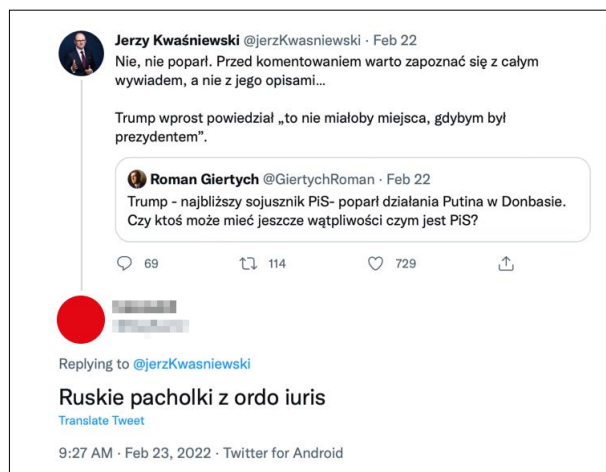 Jerzy Kwaśniewski @jerzKwasniewski · Feb 22
Nie, nie poparł. Przed komentowaniem warto zapoznać się z całym
wywiadem, a nie z jego opisami...
Trump wprost powiedział „to nie miałoby miejsca, gdybym był
prezydentem”.
Roman Giertych @GiertychRoman · Feb 22
Trump - najbliższy sojusznik PiS- poparł działania Putina w Donbasie.
Czy ktoś może mieć jeszcze wątpliwości czym jest PiS?
69 114 729
Replying to @jerzKwasniewski
Ruskie pacholki z ordo iuris
Translate Tweet
9:27 AM · Feb 23, 2022 · Twitter for Android